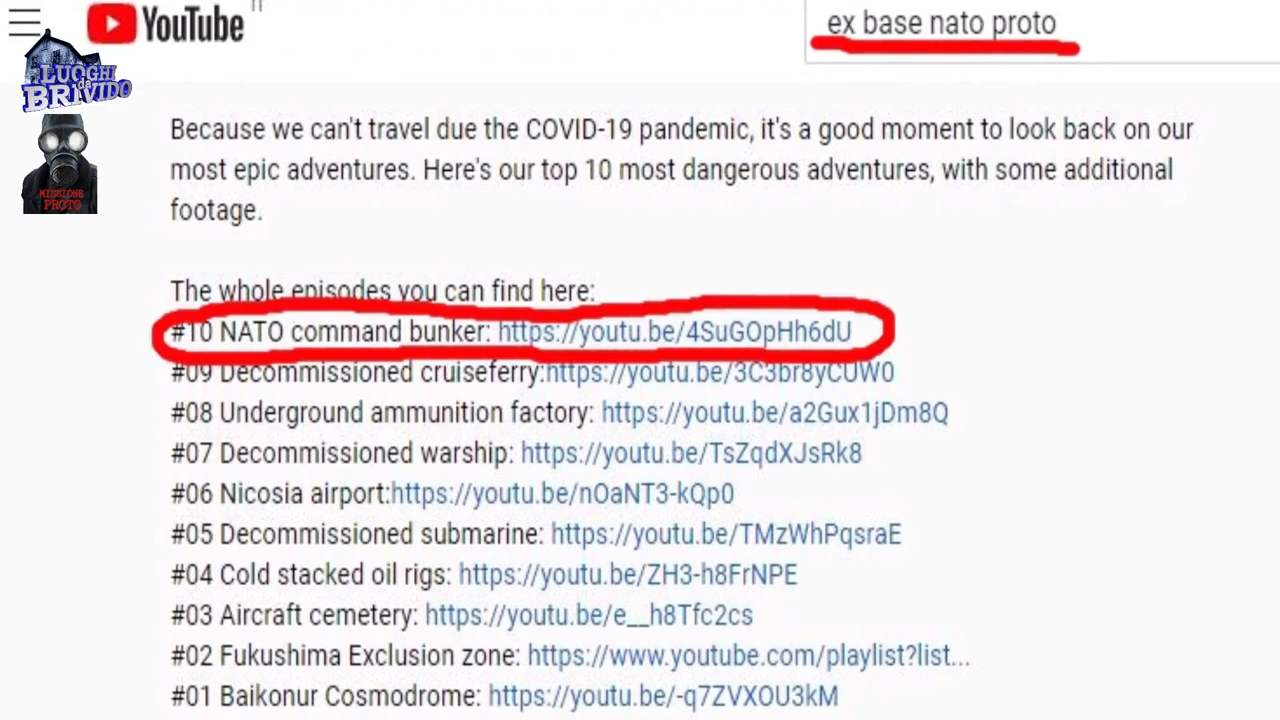 YouTube
IT
ex base nato proto
LUOGHI
da
BRIVIDO
MISSIONE
PROTO
Because we can't travel due the COVID-19 pandemic, it's a good moment to look back on our
most epic adventures. Here's our top 10 most dangerous adventures, with some additional
footage.
The whole episodes you can find here:
#10 NATO command bunker: https://youtu.be/4SuGOpHh6dU
#09 Decommissioned cruiseferry:https://youtu.be/3C3br8yCUW0
#08 Underground ammunition factory: https://youtu.be/a2Gux1jDm8Q
#07 Decommissioned warship: https://youtu.be/TsZqdXJsRk8
#06 Nicosia airport:https://youtu.be/nOaNT3-kQp0
#05 Decommissioned submarine: https://youtu.be/TMzWhPqsraE
#04 Cold stacked oil rigs: https://youtu.be/ZH3-h8FrNPE
#03 Aircraft cemetery: https://youtu.be/e__h8Tfc2cs
#02 Fukushima Exclusion zone: https://www.youtube.com/playlist?list...
#01 Baikonur Cosmodrome: https://youtu.be/-q7ZVXOU3kM